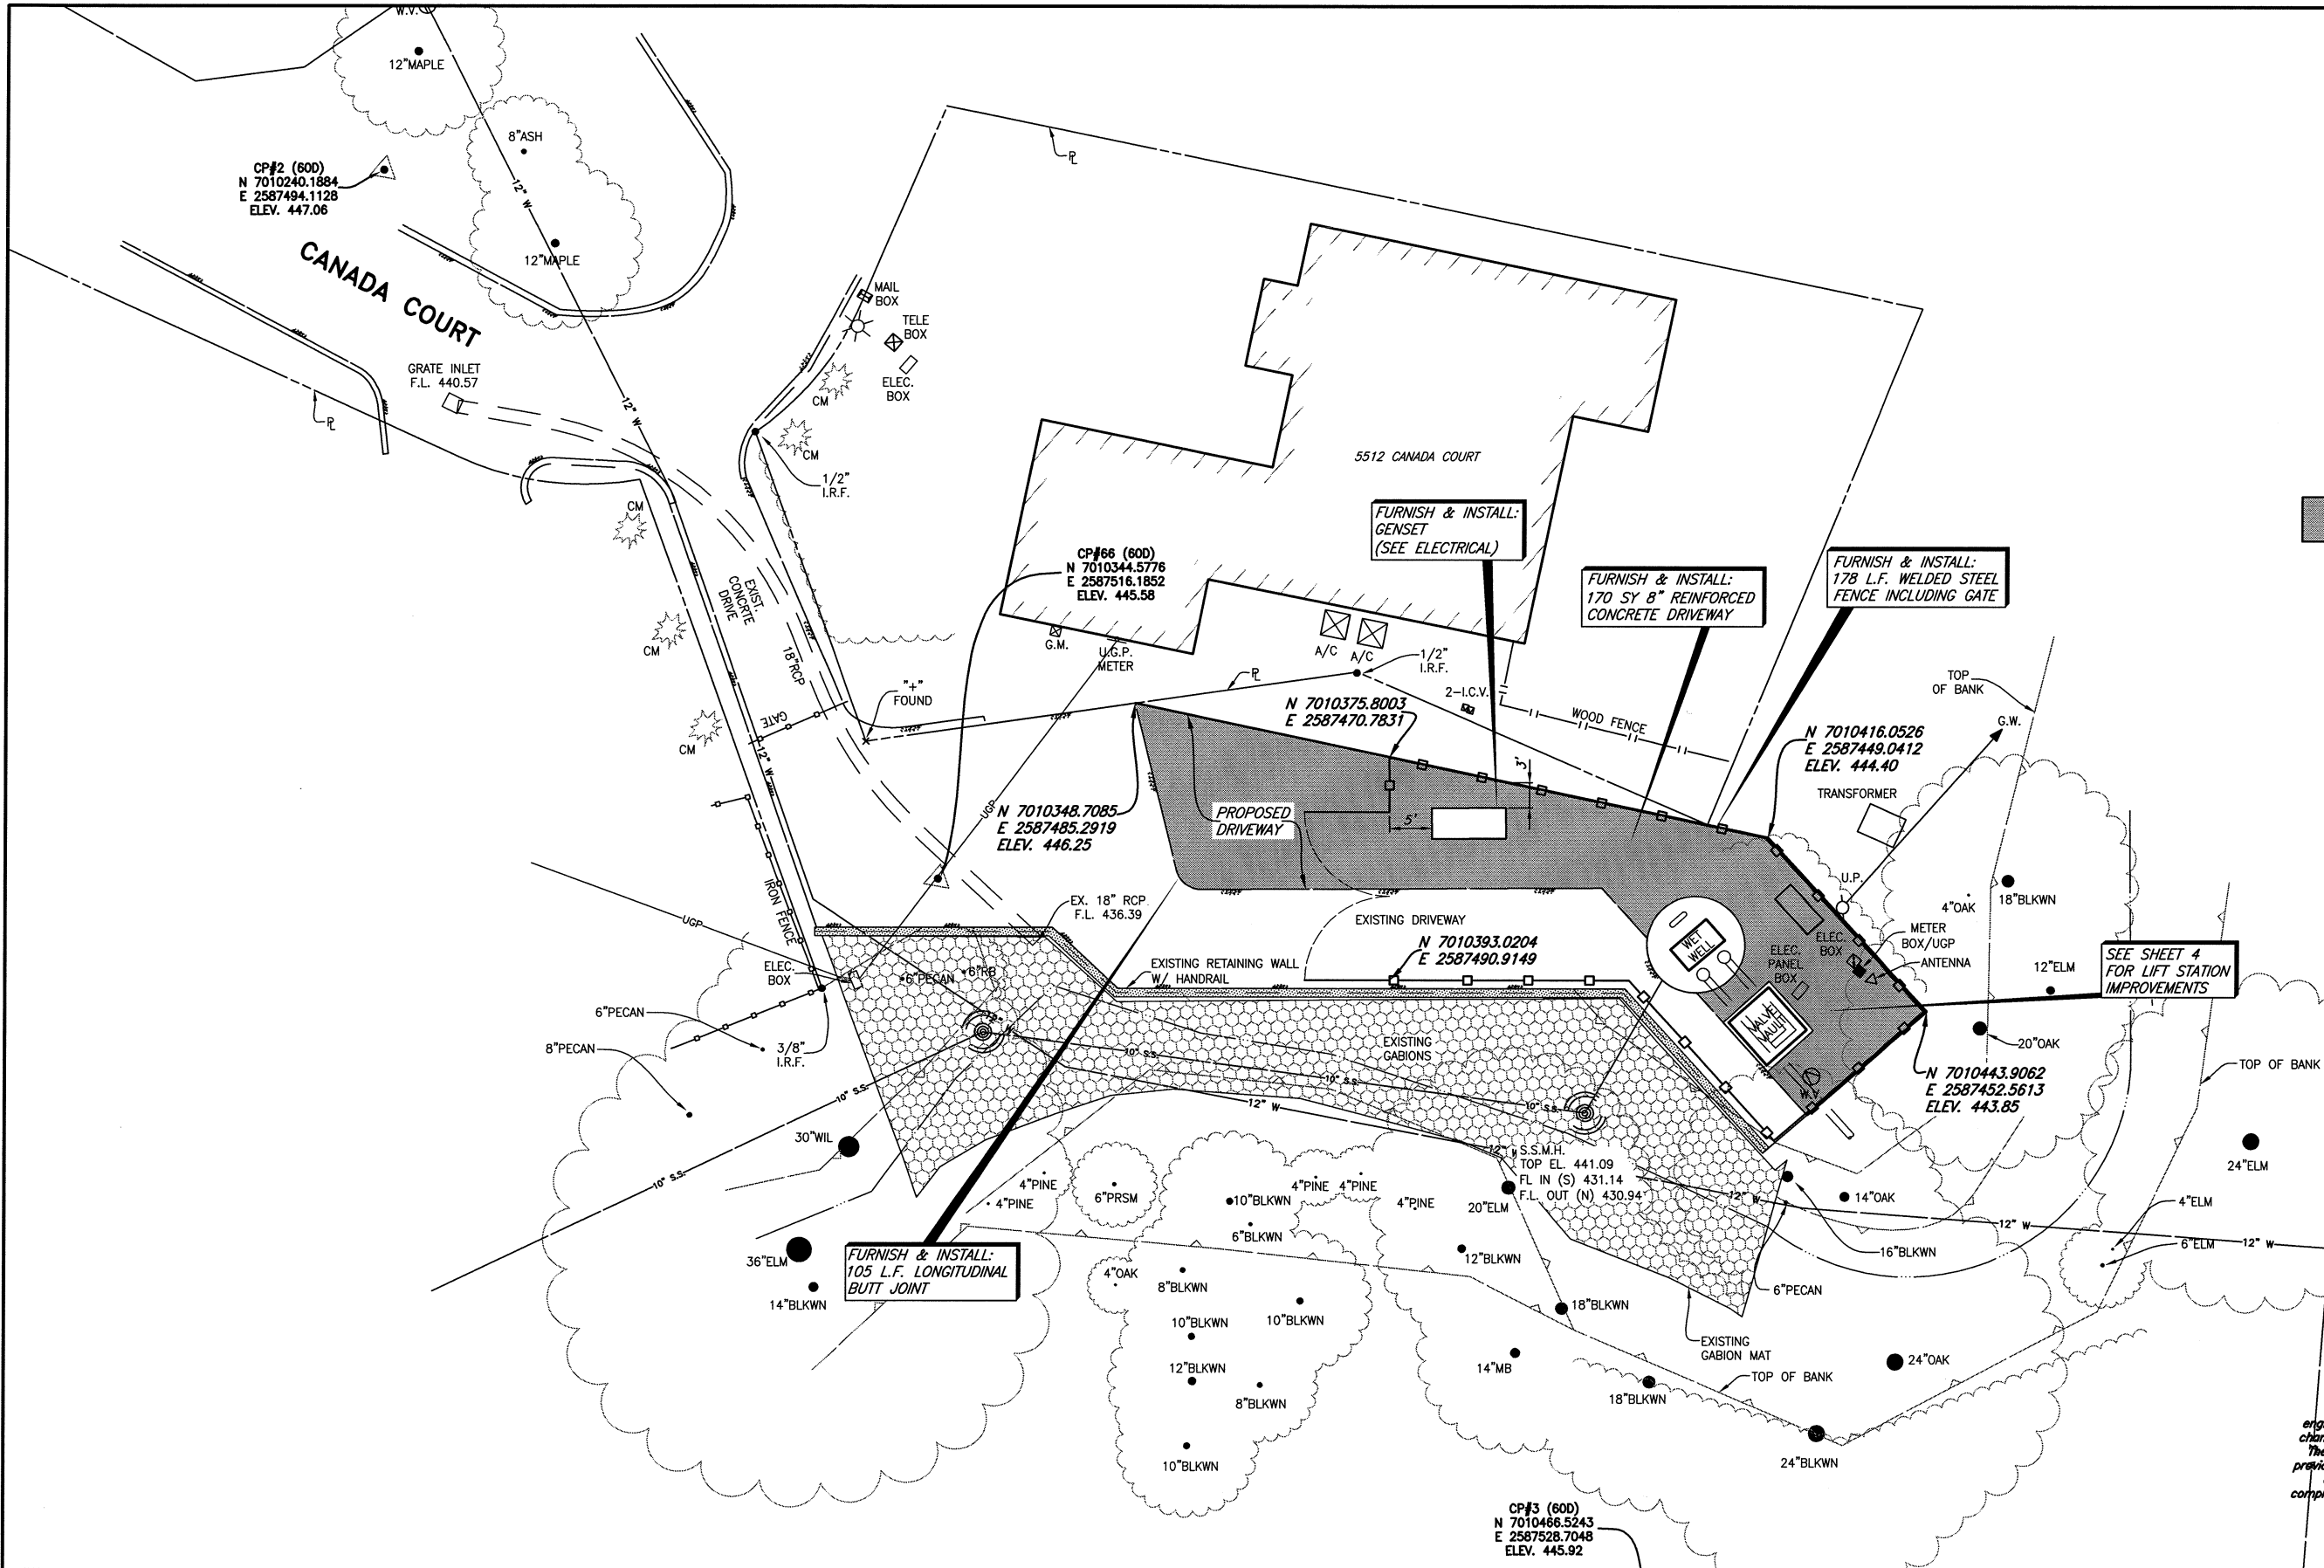 W.V.
12"MAPLE
8"ASH
12"MAPLE
12" W
CP#2 (60D)
N 7010240.1884
E 2587494.1128
ELEV. 447.06
CANADA COURT
GRATE INLET
F.L. 440.57
12" W
MAIL
BOX
TELE
BOX
ELEC.
BOX
CM
CM
1/2"
I.R.F.
CM
CM
CM
EXIST.
CONCRTE
DRIVE
18"RCP
GATE
12" W
IRON FENCE
"+"
FOUND
5512 CANADA COURT
CP#66 (60D)
N 7010344.5776
E 2587516.1852
ELEV. 445.58
G.M.
U.G.P.
METER
A/C
A/C
1/2"
I.R.F.
2-I.C.V.
WOOD FENCE
FURNISH & INSTALL:
GENSET
(SEE ELECTRICAL)
FURNISH & INSTALL:
170 SY 8" REINFORCED
CONCRETE DRIVEWAY
FURNISH & INSTALL:
178 L.F. WELDED STEEL
FENCE INCLUDING GATE
TOP
OF BANK
G.W.
N 7010375.8003
E 2587470.7831
N 7010416.0526
E 2587449.0412
ELEV. 444.40
TRANSFORMER
3'
5'
UGP
N 7010348.7085
E 2587485.2919
ELEV. 446.25
PROPOSED
DRIVEWAY
U.P.
4"OAK
18"BLKWN
EX. 18" RCP
F.L. 436.39
EXISTING DRIVEWAY
N 7010393.0204
E 2587490.9149
WET
WELL
ELEC.
BOX
METER
BOX/UGP
ELEC.
PANEL
BOX
ANTENNA
VALVE
VAULT
A.W.
12"ELM
SEE SHEET 4
FOR LIFT STATION
IMPROVEMENTS
UGP
ELEC.
BOX
6"PECAN
6"RB
EXISTING RETAINING WALL
W/ HANDRAIL
6"PECAN
8"PECAN
3/8"
I.R.F.
12" W
10" S.S.
10" S.S.
10" S.S.
10" S.S.
10" S.S.
EXISTING
GABIONS
20"OAK
TOP OF BANK
N 7010443.9062
E 2587452.5613
ELEV. 443.85
12" W
12" W
30"WIL
S.S.M.H.
TOP EL. 441.09
FL IN (S) 431.14
F.L. OUT (N) 430.94
24"ELM
4"PINE
4"PINE
6"PRSM
10"BLKWN
4"PINE
4"PINE
4"PINE
20"ELM
12" W
14"OAK
4"ELM
12" W
6"BLKWN
12"BLKWN
16"BLKWN
6"ELM
12" W
36"ELM
14"BLKWN
FURNISH & INSTALL:
105 L.F. LONGITUDINAL
BUTT JOINT
4"OAK
8"BLKWN
6"PECAN
10"BLKWN
10"BLKWN
18"BLKWN
12"BLKWN
8"BLKWN
14"MB
EXISTING
GABION MAT
24"OAK
TOP OF BANK
18"BLKWN
10"BLKWN
24"BLKWN
CP#3 (60D)
N 7010466.5243
E 2587528.7048
ELEV. 445.92